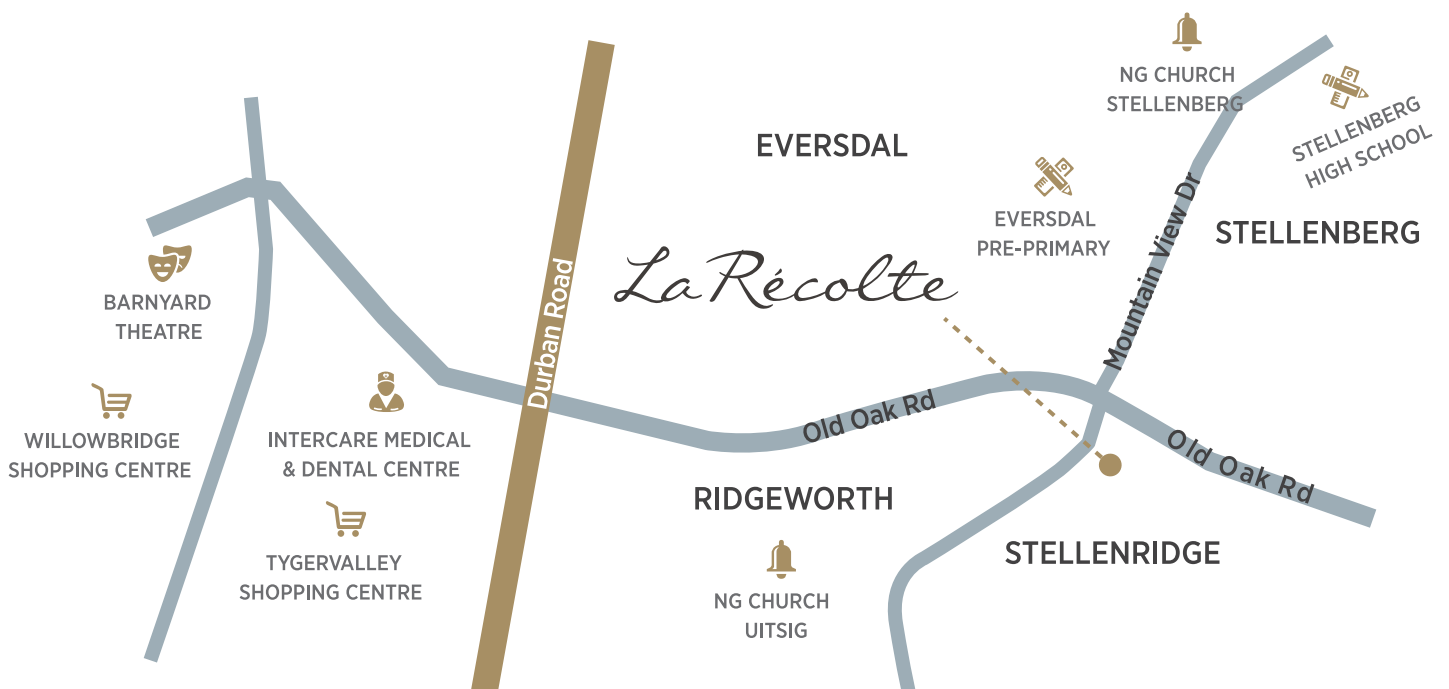 NG CHURCH
STELLENBERG
STELLENBERG
HIGH SCHOOL
EVERSDAL
EVERSDAL
PRE-PRIMARY
STELLENBERG
Mountain View Dr
La Récolte
BARNYARD
THEATRE
Durban Road
WILLOWBRIDGE
SHOPPING CENTRE
INTERCARE MEDICAL
& DENTAL CENTRE
Old Oak Rd
Old Oak Rd
RIDGEWORTH
TYGERVALLEY
SHOPPING CENTRE
STELLENRIDGE
NG CHURCH
UITSIG